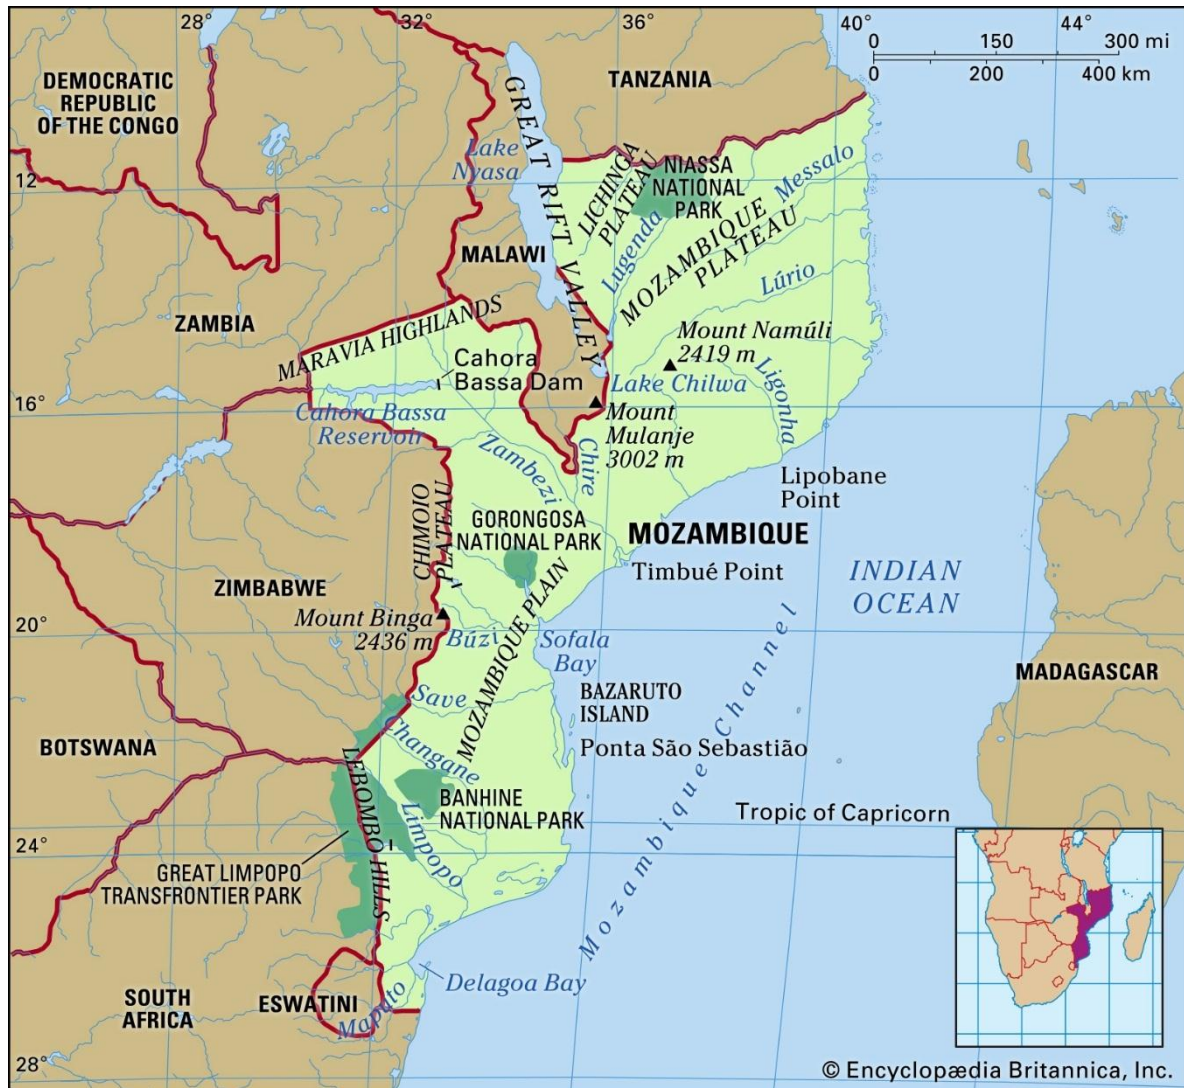 28°
32°
36°
40°
44°
0 150 300 mi
0 200 400 km
DEMOCRATIC
REPUBLIC
OF THE CONGO
TANZANIA
GREAT RIFT VALLEY
Lake
Nyasa
LICHINGA
PLATEAU
NIASSA
NATIONAL
PARK
Messalo
12°
Lugenda
MOZAMBIQUE
PLATEAU
MALAWI
Lúrio
ZAMBIA
MARAVIA HIGHLANDS
Mount Namúli
2419 m
Cahora
Bassa Dam
Lake Chilwa
Ligonha
16°
Cahora Bassa
Reservoir
Mount
Mulanje
3002 m
Zambezi
Chire
Lipobane
Point
CHIMOIO
PLATEAU
GORONGOSA
NATIONAL PARK
MOZAMBIQUE
Timbué Point
INDIAN
OCEAN
ZIMBABWE
Mount Binga
2436 m
MOZAMBIQUE PLAIN
20°
Búzi
Sofala
Bay
MADAGASCAR
Save
BAZARUTO
ISLAND
Mozambique Channel
BOTSWANA
Changane
Ponta São Sebastião
LEBOMBO HILLS
BANHINE
NATIONAL PARK
Limpopo
Tropic of Capricorn
24°
GREAT LIMPOPO
TRANSFRONTIER PARK
Delagoa Bay
SOUTH
AFRICA
ESWATINI
Maputo
28°
© Encyclopædia Britannica, Inc.